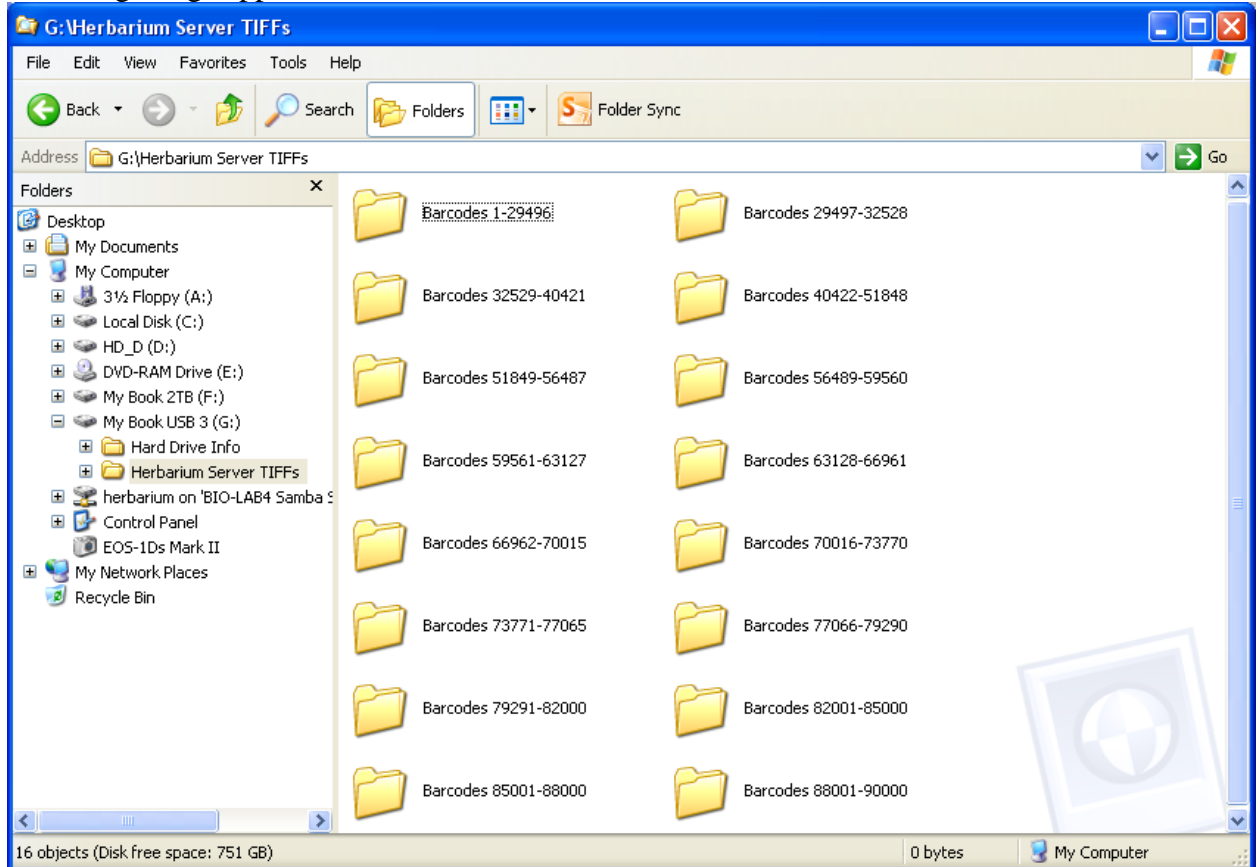 G:\Herbarium Server TIFFs
File Edit View Favorites Tools Help
Back Search Folders Folder Sync
Address G:\Herbarium Server TIFFs Go
Folders
Desktop
My Documents
My Computer
3½ Floppy (A:)
Local Disk (C:)
HD_D (D:)
DVD-RAM Drive (E:)
My Book 2TB (F:)
My Book USB 3 (G:)
Hard Drive Info
Herbarium Server TIFFs
herbarium on 'BIO-LAB4 Samba S
Control Panel
EOS-1Ds Mark II
My Network Places
Recycle Bin
Barcodes 1-29496 Barcodes 29497-32528
Barcodes 32529-40421 Barcodes 40422-51848
Barcodes 51849-56487 Barcodes 56489-59560
Barcodes 59561-63127 Barcodes 63128-66961
Barcodes 66962-70015 Barcodes 70016-73770
Barcodes 73771-77065 Barcodes 77066-79290
Barcodes 79291-82000 Barcodes 82001-85000
Barcodes 85001-88000 Barcodes 88001-90000
16 objects (Disk free space: 751 GB) 0 bytes My Computer